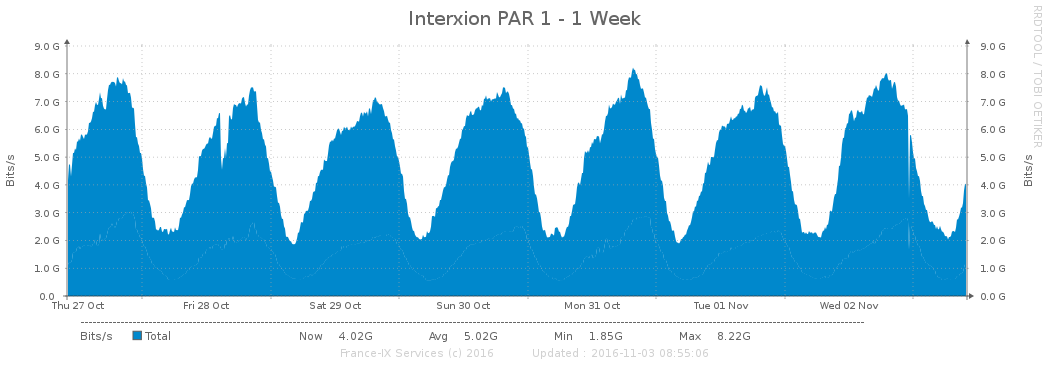 Interxion PAR 1 - 1 Week
RRDTOOL / TOBI OETIKER
Bits/s
9.0 G 9.0 G
8.0 G 8.0 G
7.0 G 7.0 G
6.0 G 6.0 G
5.0 G 5.0 G
4.0 G 4.0 G
3.0 G 3.0 G
2.0 G 2.0 G
1.0 G 1.0 G
0.0 0.0 G
Bits/s
Thu 27 Oct Fri 28 Oct Sat 29 Oct Sun 30 Oct Mon 31 Oct Tue 01 Nov Wed 02 Nov
Bits/s Total Now 4.02G Avg 5.02G Min 1.85G Max 8.22G
France-IX Services (c) 2016 Updated : 2016-11-03 08:55:06